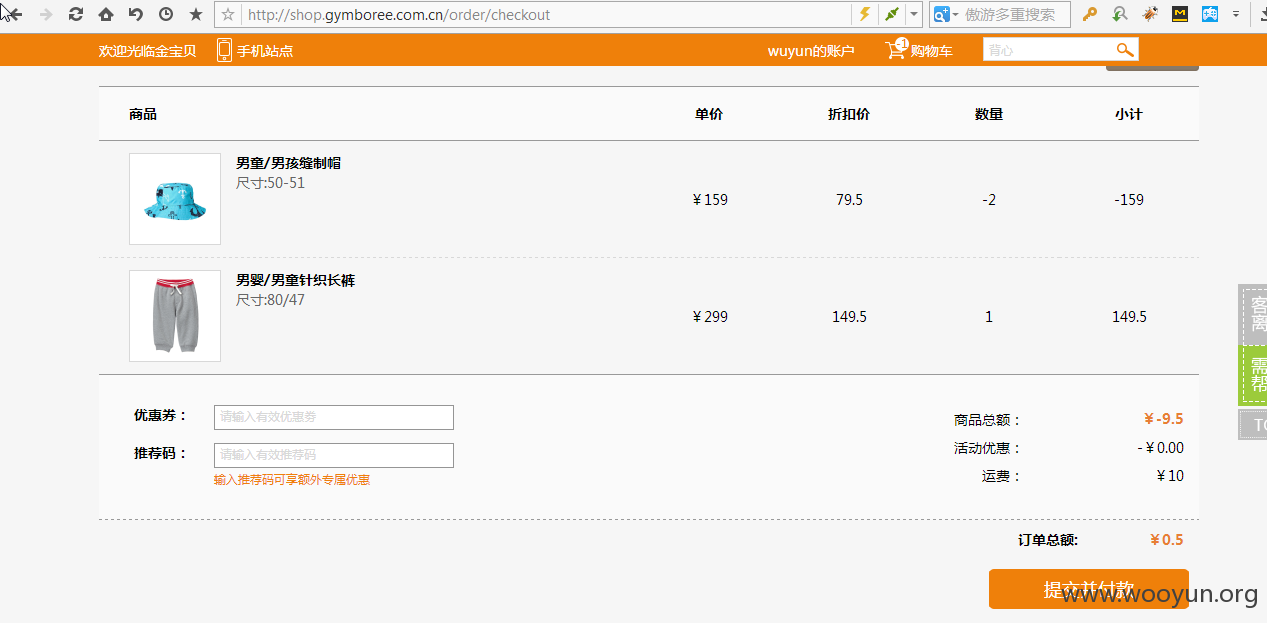 http://shop.gymboree.com.cn/order/checkout
傲游多重搜索
欢迎光临金宝贝
手机站点
wuyun的账户
-1
购物车
背心
商品 单价 折扣价 数量 小计
男童/男孩缝制帽
尺寸:50-51
¥159 79.5 -2 -159
男婴/男童针织长裤
尺寸:80/47
¥299 149.5 1 149.5
优惠券：
请输入有效优惠券
推荐码：
请输入有效推荐码
输入推荐码可享额外专属优惠
商品总额： ¥-9.5
活动优惠： -¥0.00
运费： ¥10
订单总额: ¥0.5
提交并付款
www.wooyun.org
客
离
需
帮